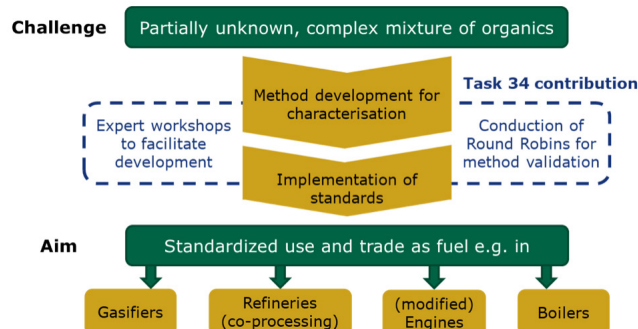 Challenge
Partially unknown, complex mixture of organics
Method development for
characterisation
Task 34 contribution
Expert workshops
to facilitate
development
Conduction of
Round Robins for
method validation
Implementation of
standards
Aim
Standardized use and trade as fuel e.g. in
Gasifiers
Refineries
(co-processing)
(modified)
Engines
Boilers